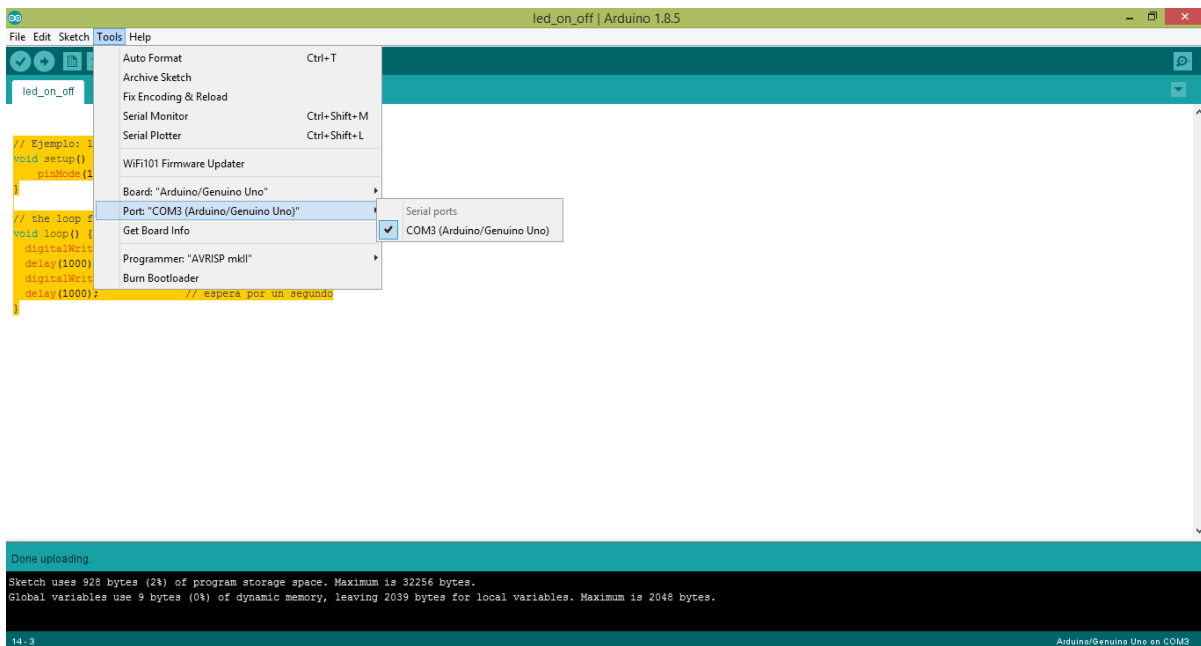 led_on_off | Arduino 1.8.5
File Edit Sketch Tools Help
led_on_off
Auto Format Ctrl+T
Archive Sketch
Fix Encoding & Reload
Serial Monitor Ctrl+Shift+M
Serial Plotter Ctrl+Shift+L
WiFi101 Firmware Updater
Board: "Arduino/Genuino Uno"
Port: "COM3 (Arduino/Genuino Uno)"
Get Board Info
Programmer: "AVRISP mkII"
Burn Bootloader
Serial ports
COM3 (Arduino/Genuino Uno)
// Ejemplo: l
void setup()
pinMode(1
}
// the loop f
void loop() {
digitalWrit
delay(1000)
digitalWrit
delay(1000); // espera por un segundo
}
Done uploading.
Sketch uses 928 bytes (2%) of program storage space. Maximum is 32256 bytes.
Global variables use 9 bytes (0%) of dynamic memory, leaving 2039 bytes for local variables. Maximum is 2048 bytes.
14 - 3
Arduino/Genuino Uno on COM3